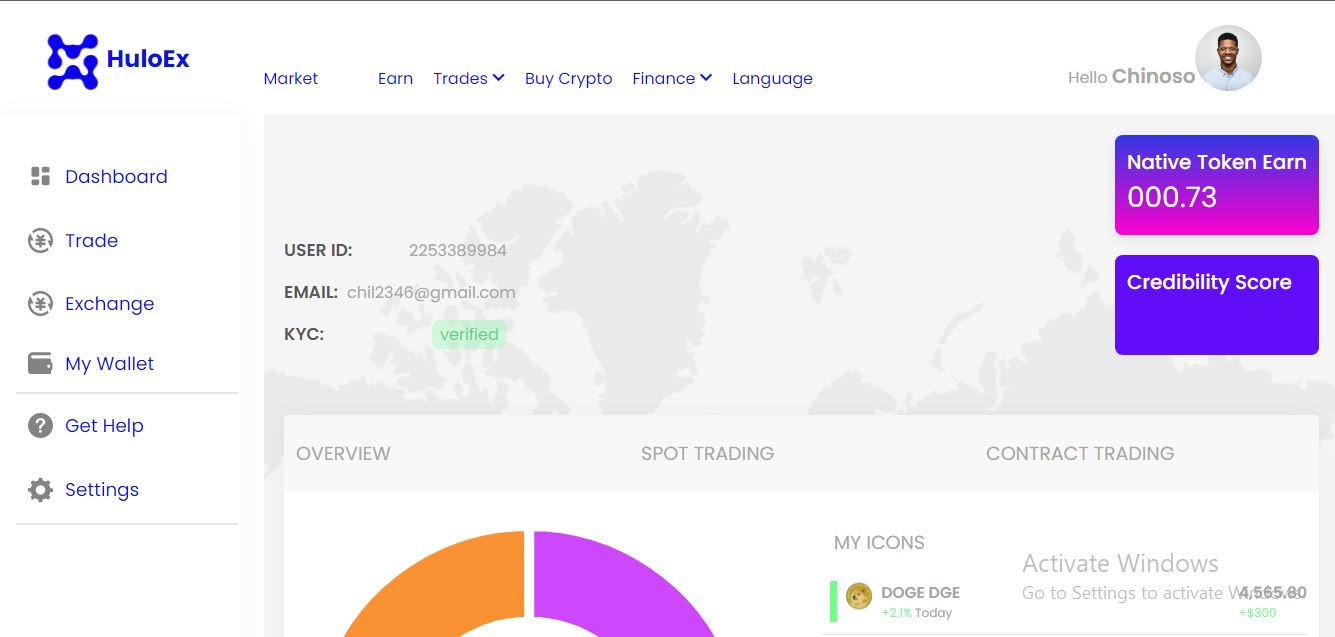 HuloEx
Market Earn Trades Buy Crypto Finance Language
Hello Chinoso
Dashboard
Trade
Exchange
My Wallet
Get Help
Settings
USER ID: 2253389984
EMAIL: chil2346@gmail.com
KYC: verified
Native Token Earn
000.73
Credibility Score
OVERVIEW SPOT TRADING CONTRACT TRADING
MY ICONS
DOGE DGE 4,565.80
+2.1% Today +$300
Activate Windows
Go to Settings to activate Windows.